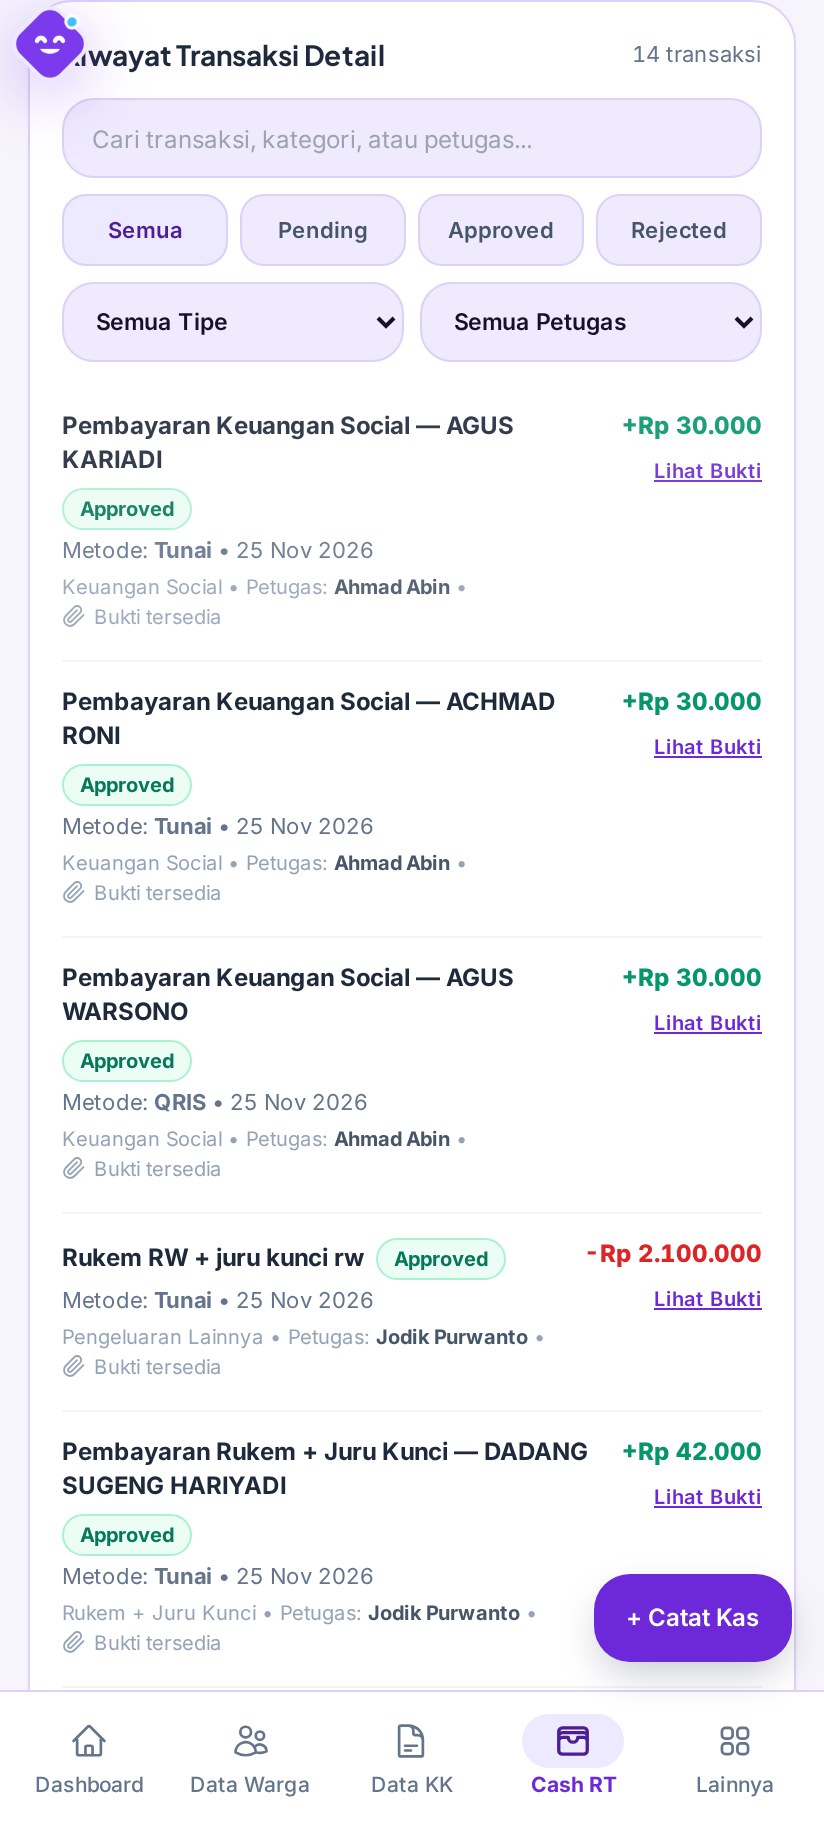 Riwayat Transaksi Detail
14 transaksi
Cari transaksi, kategori, atau petugas...
Semua
Pending
Approved
Rejected
Semua Tipe
Semua Petugas
Pembayaran Keuangan Social — AGUS
KARIADI
+Rp 30.000
Lihat Bukti
Approved
Metode: Tunai • 25 Nov 2026
Keuangan Social • Petugas: Ahmad Abin •
Bukti tersedia
Pembayaran Keuangan Social — ACHMAD
RONI
+Rp 30.000
Lihat Bukti
Approved
Metode: Tunai • 25 Nov 2026
Keuangan Social • Petugas: Ahmad Abin •
Bukti tersedia
Pembayaran Keuangan Social — AGUS
WARSONO
+Rp 30.000
Lihat Bukti
Approved
Metode: QRIS • 25 Nov 2026
Keuangan Social • Petugas: Ahmad Abin •
Bukti tersedia
Rukem RW + juru kunci rw
Approved
-Rp 2.100.000
Lihat Bukti
Metode: Tunai • 25 Nov 2026
Pengeluaran Lainnya • Petugas: Jodik Purwanto •
Bukti tersedia
Pembayaran Rukem + Juru Kunci — DADANG
SUGENG HARIYADI
+Rp 42.000
Lihat Bukti
Approved
Metode: Tunai • 25 Nov 2026
Rukem + Juru Kunci • Petugas: Jodik Purwanto •
Bukti tersedia
+ Catat Kas
Dashboard
Data Warga
Data KK
Cash RT
Lainnya